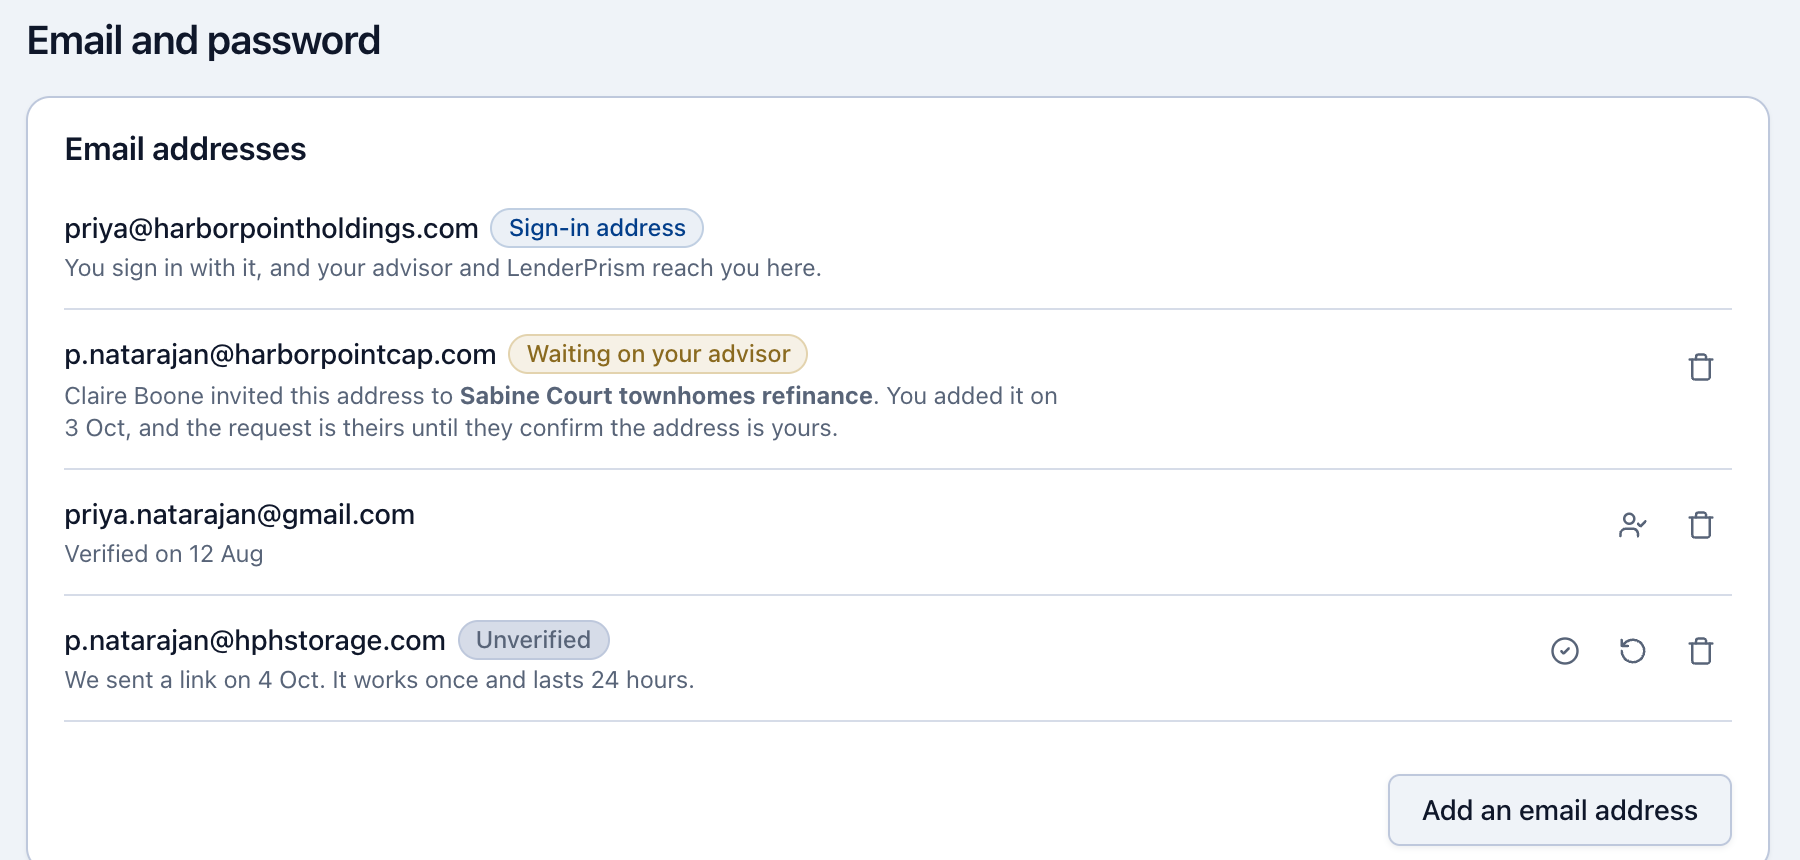 Email and password
Email addresses
priya@harborpointholdings.com Sign-in address
You sign in with it, and your advisor and LenderPrism reach you here.
p.natarajan@harborpointcap.com Waiting on your advisor
Claire Boone invited this address to Sabine Court townhomes refinance. You added it on
3 Oct, and the request is theirs until they confirm the address is yours.
priya.natarajan@gmail.com
Verified on 12 Aug
p.natarajan@hphstorage.com Unverified
We sent a link on 4 Oct. It works once and lasts 24 hours.
Add an email address